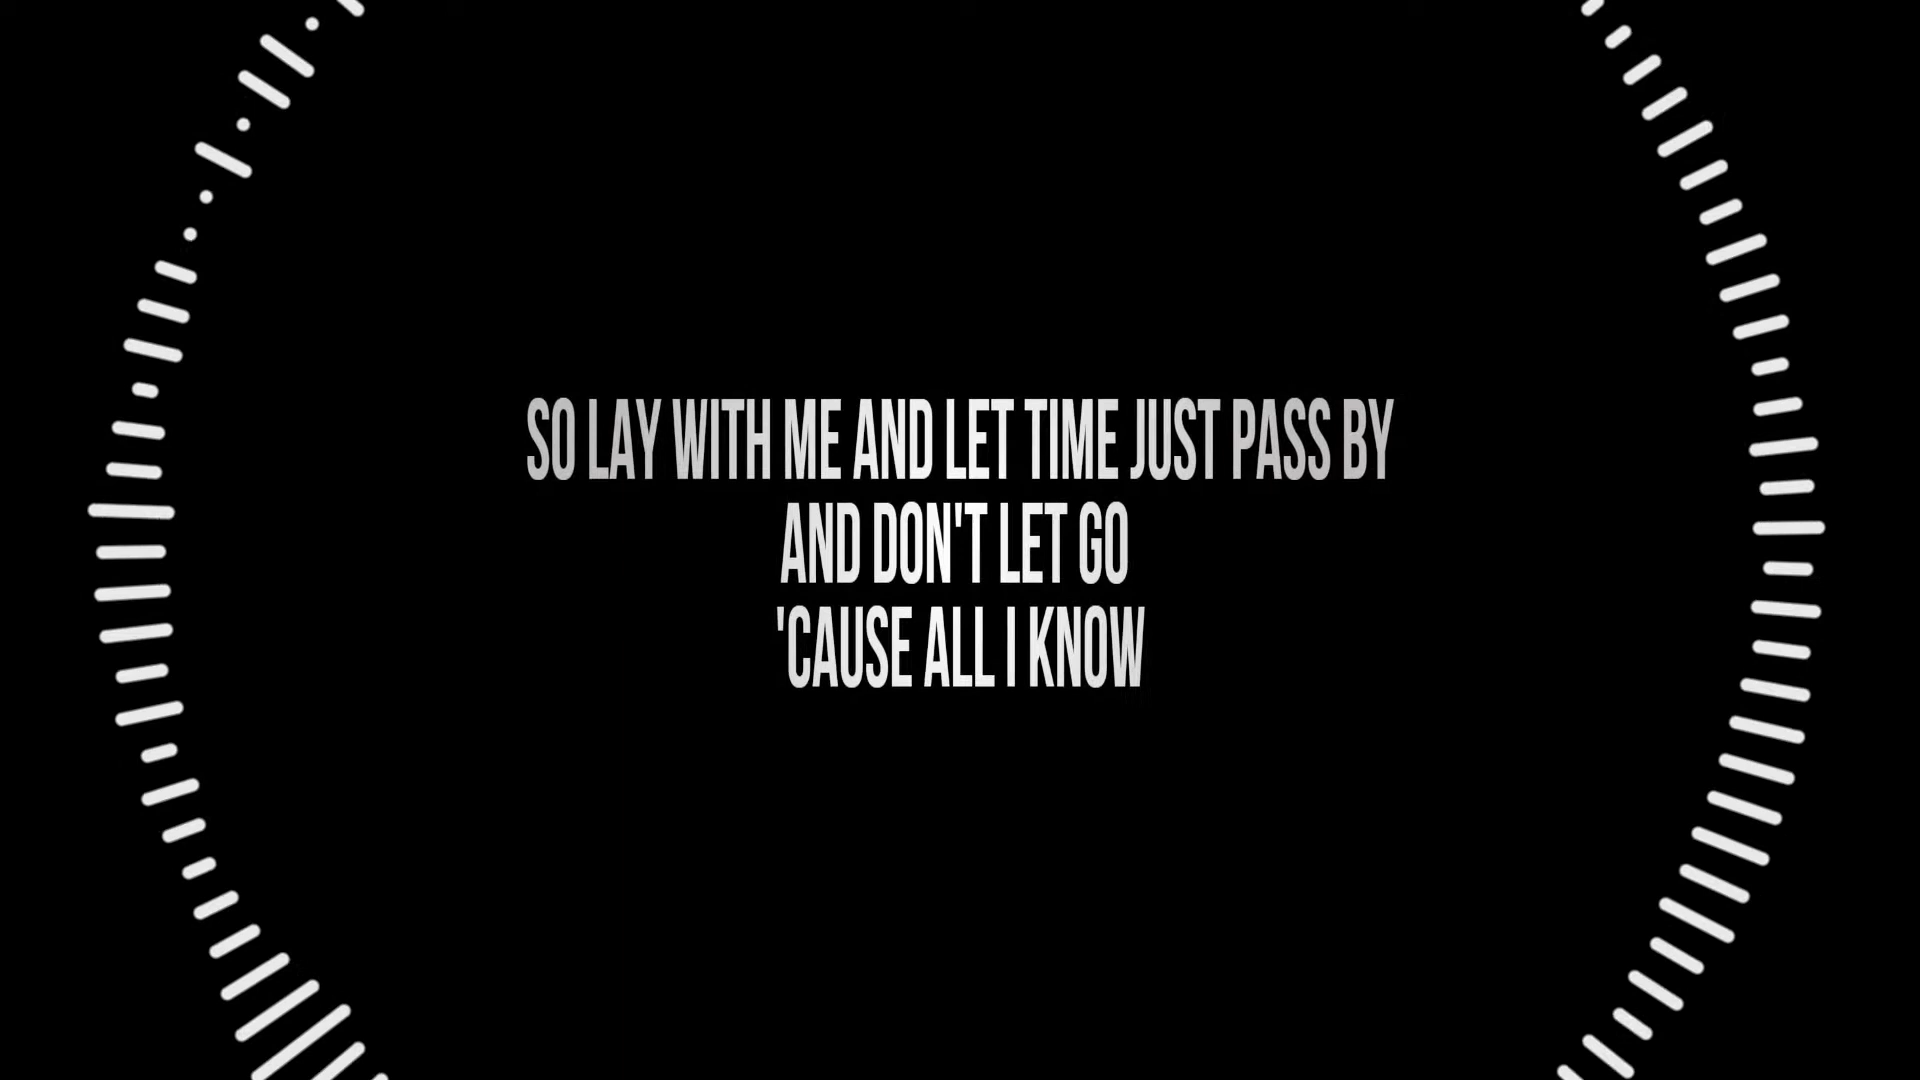 SO LAY WITH ME AND LET TIME JUST PASS BY
AND DON'T LET GO
'CAUSE ALL I KNOW